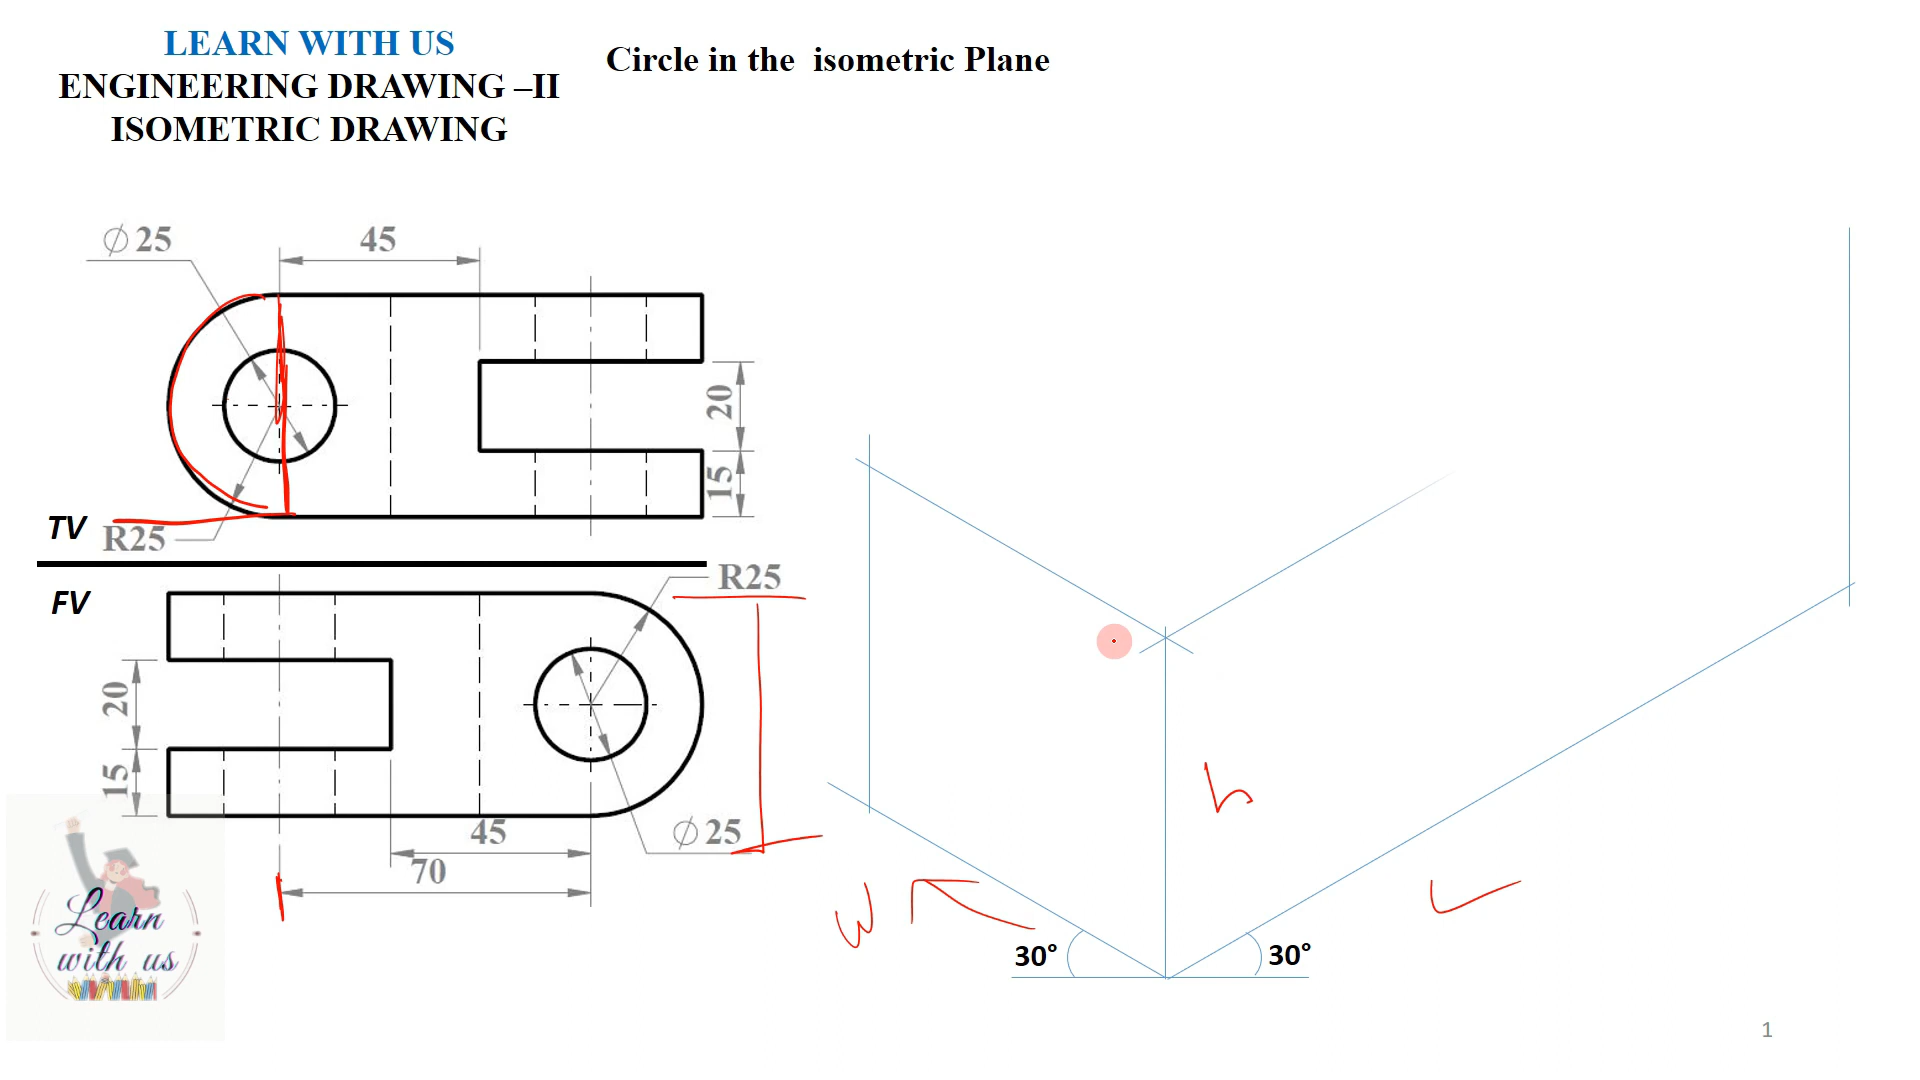 LEARN WITH US
ENGINEERING DRAWING –II
ISOMETRIC DRAWING
Circle in the isometric Plane
∅25
45
20
15
TV
R25
FV
R25
20
15
45
∅25
70
h
w
L
30°
30°
Learn
with us
1